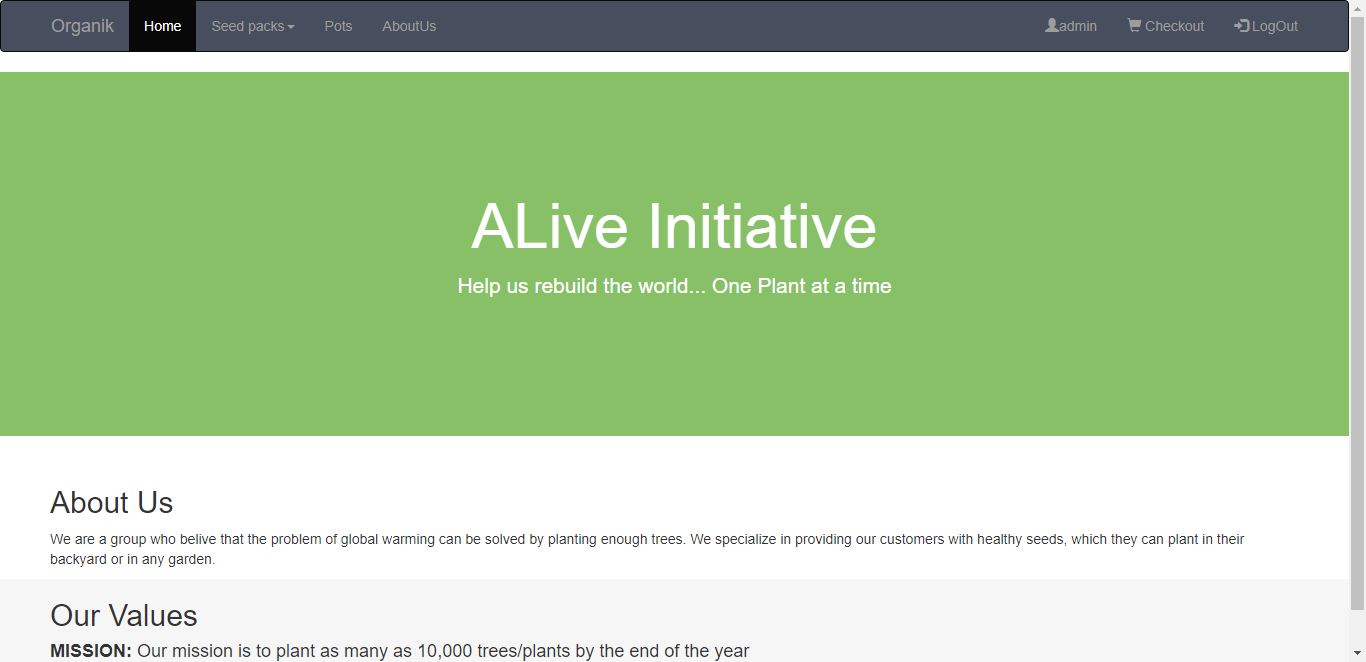 Organik Home Seed packs Pots AboutUs admin Checkout LogOut
ALive Initiative
Help us rebuild the world... One Plant at a time
About Us
We are a group who belive that the problem of global warming can be solved by planting enough trees. We specialize in providing our customers with healthy seeds, which they can plant in their
backyard or in any garden.
Our Values
MISSION: Our mission is to plant as many as 10,000 trees/plants by the end of the year